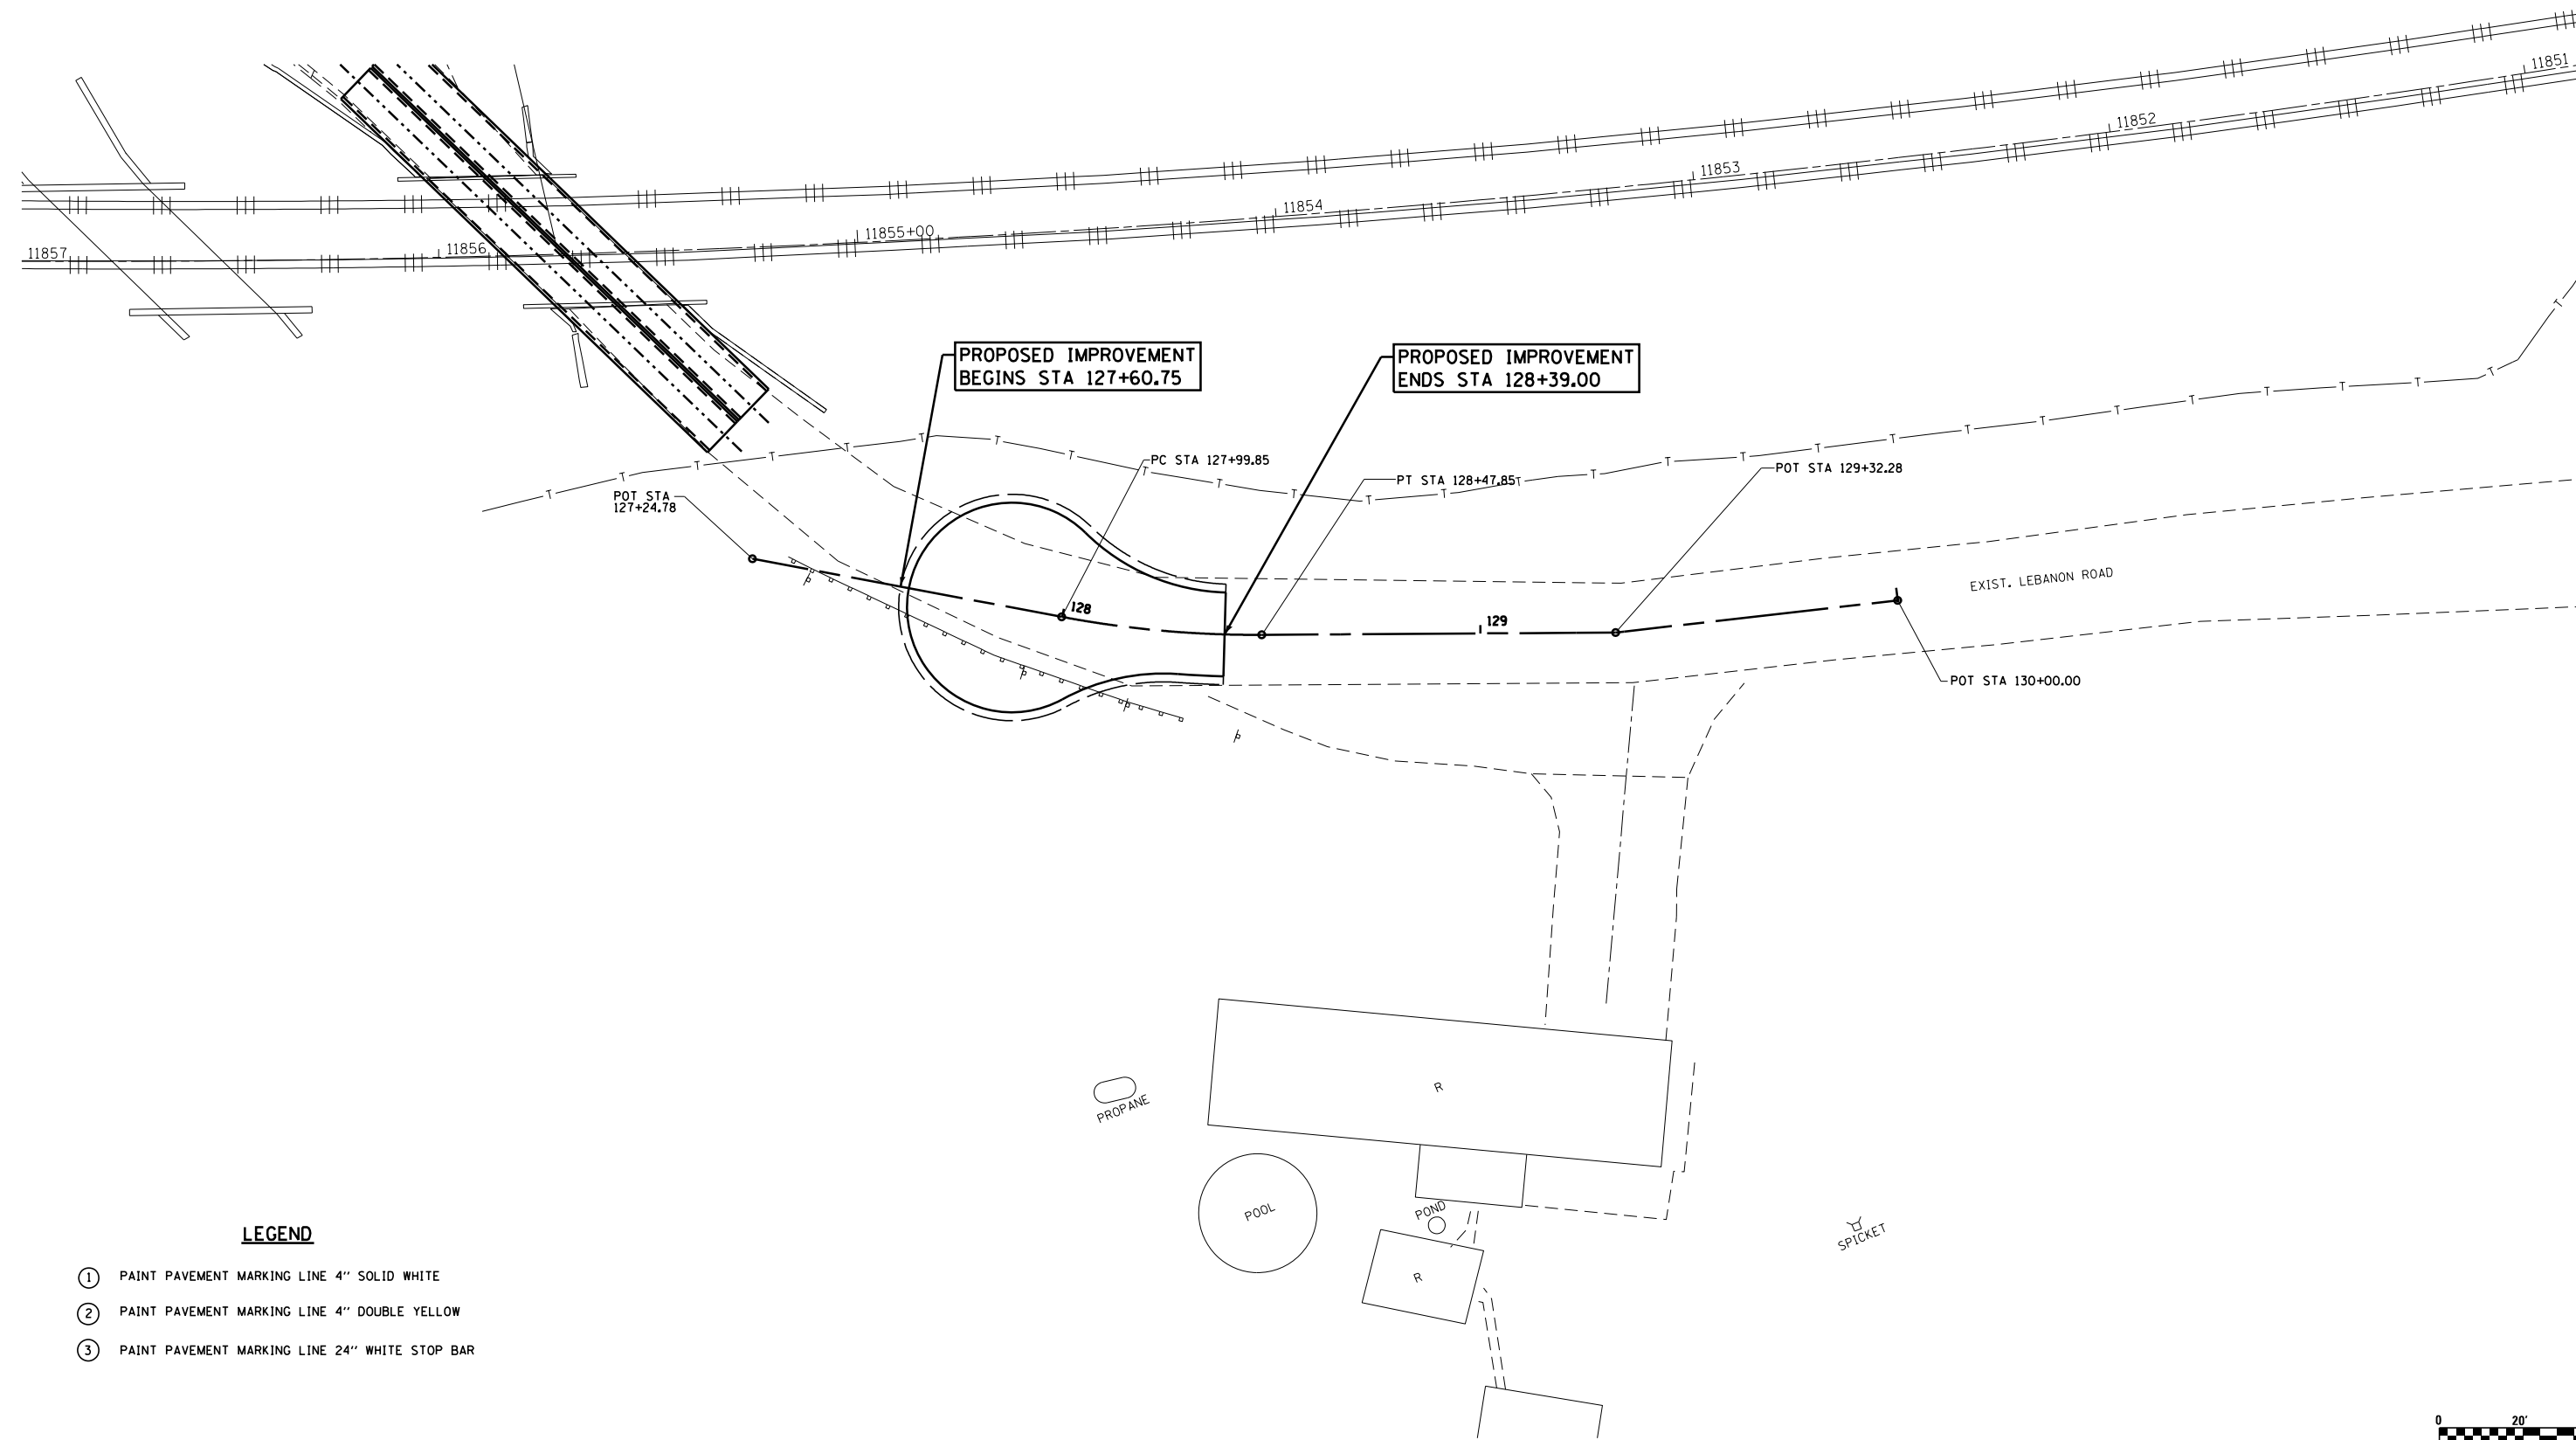 11851
11852
11853
11854
11855+00
11856
11857
PROPOSED IMPROVEMENT
BEGINS STA 127+60.75
PROPOSED IMPROVEMENT
ENDS STA 128+39.00
T T T T T T T T T T T T T T T T T T T T T T T T T T T T
PC STA 127+99.85
PT STA 128+47.85
POT STA 129+32.28
POT STA
127+24.78
EXIST. LEBANON ROAD
128
129
POT STA 130+00.00
R
PROPANE
POOL
POND
SPICKET
R
LEGEND
1 PAINT PAVEMENT MARKING LINE 4" SOLID WHITE
2 PAINT PAVEMENT MARKING LINE 4" DOUBLE YELLOW
3 PAINT PAVEMENT MARKING LINE 24" WHITE STOP BAR
0 20'